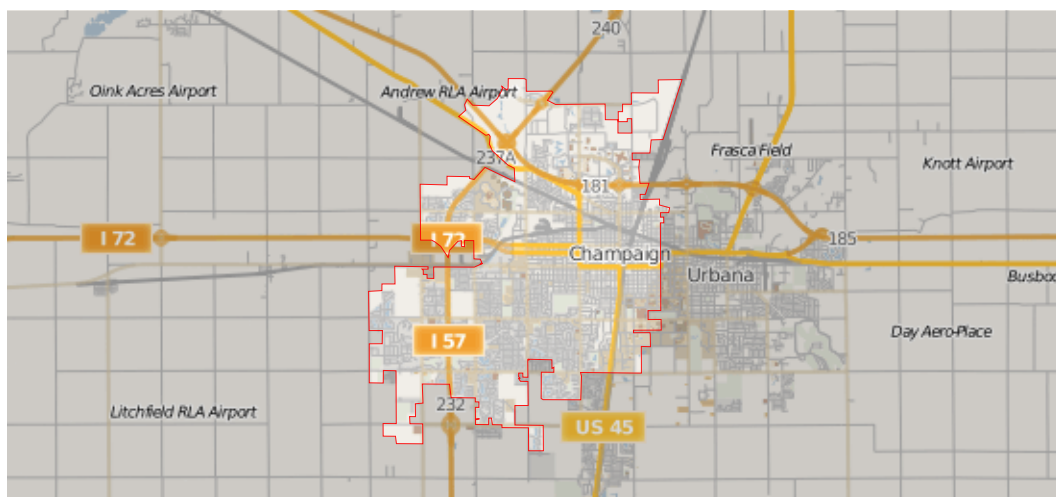 240
Oink Acres Airport
Andrew RLA Airport
237A
Frasca Field
Knott Airport
181
I 72
I 72
Champaign
185
Urbana
Busbo
I 57
Day Aero-Place
232
Litchfield RLA Airport
US 45